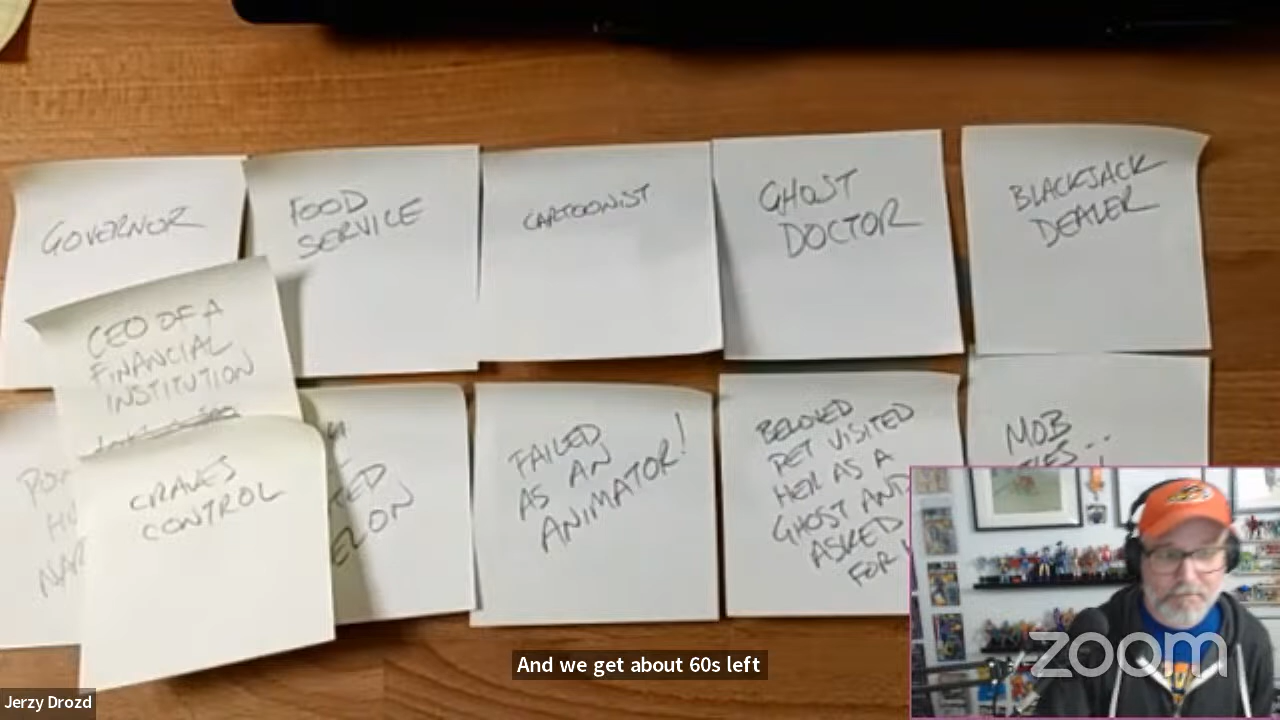 GOVERNOR
FOOD
SERVICE
CARTOONIST
GHOST
DOCTOR
BLACKJACK
DEALER
CEO OF A
FINANCIAL
INSTITUTION
CRAVES
CONTROL
FAILED
AS AN
ANIMATOR!
BELOVED
PET VISITED
HER AS A
GHOST AND
ASKED
FOR
MOB
And we get about 60s left
zoom
Jerzy Drozd